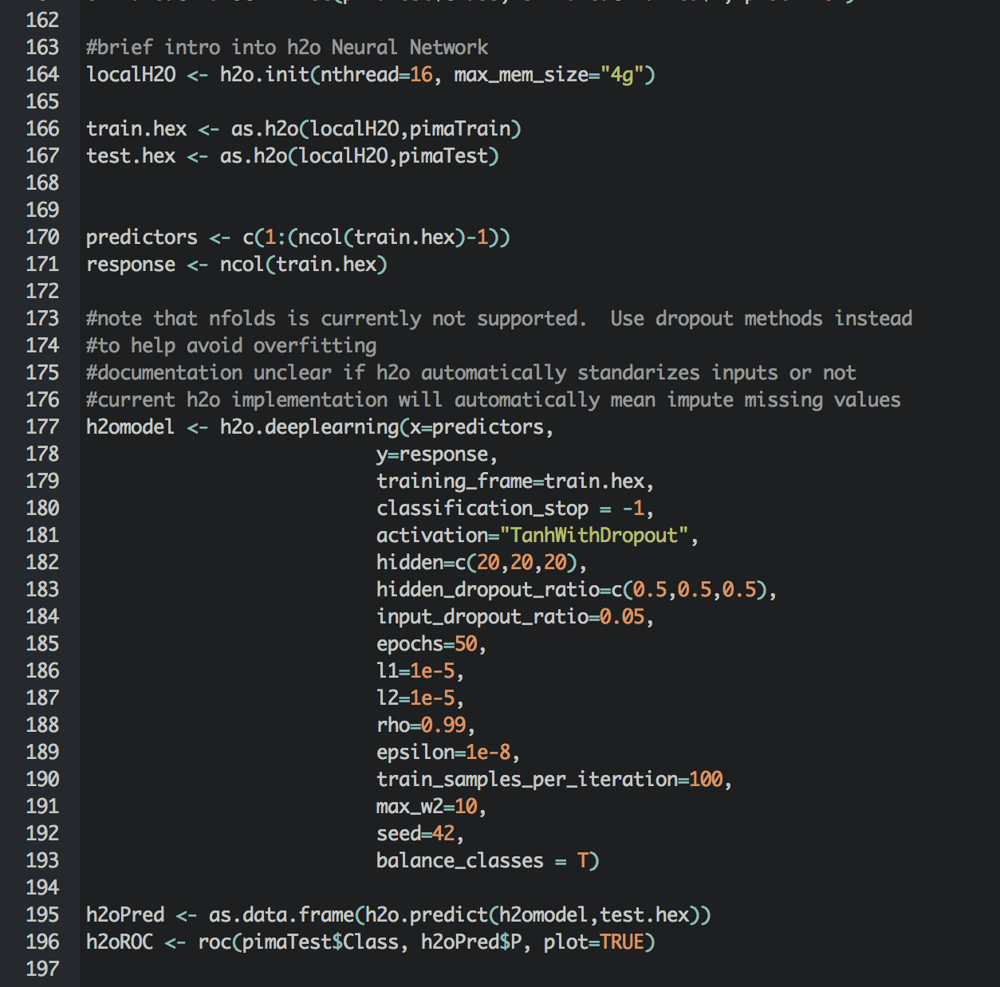 162
163 #brief intro into h2o Neural Network
164 localH2O <- h2o.init(nthread=16, max_mem_size="4g")
165
166 train.hex <- as.h2o(localH2O,pimaTrain)
167 test.hex <- as.h2o(localH2O,pimaTest)
168
169
170 predictors <- c(1:(ncol(train.hex)-1))
171 response <- ncol(train.hex)
172
173 #note that nfolds is currently not supported.  Use dropout methods instead
174 #to help avoid overfitting
175 #documentation unclear if h2o automatically standarizes inputs or not
176 #current h2o implementation will automatically mean impute missing values
177 h2omodel <- h2o.deeplearning(x=predictors,
178                           y=response,
179                           training_frame=train.hex,
180                           classification_stop = -1,
181                           activation="TanhWithDropout",
182                           hidden=c(20,20,20),
183                           hidden_dropout_ratio=c(0.5,0.5,0.5),
184                           input_dropout_ratio=0.05,
185                           epochs=50,
186                           l1=1e-5,
187                           l2=1e-5,
188                           rho=0.99,
189                           epsilon=1e-8,
190                           train_samples_per_iteration=100,
191                           max_w2=10,
192                           seed=42,
193                           balance_classes = T)
194
195 h2oPred <- as.data.frame(h2o.predict(h2omodel,test.hex))
196 h2oROC <- roc(pimaTest$Class, h2oPred$P, plot=TRUE)
197